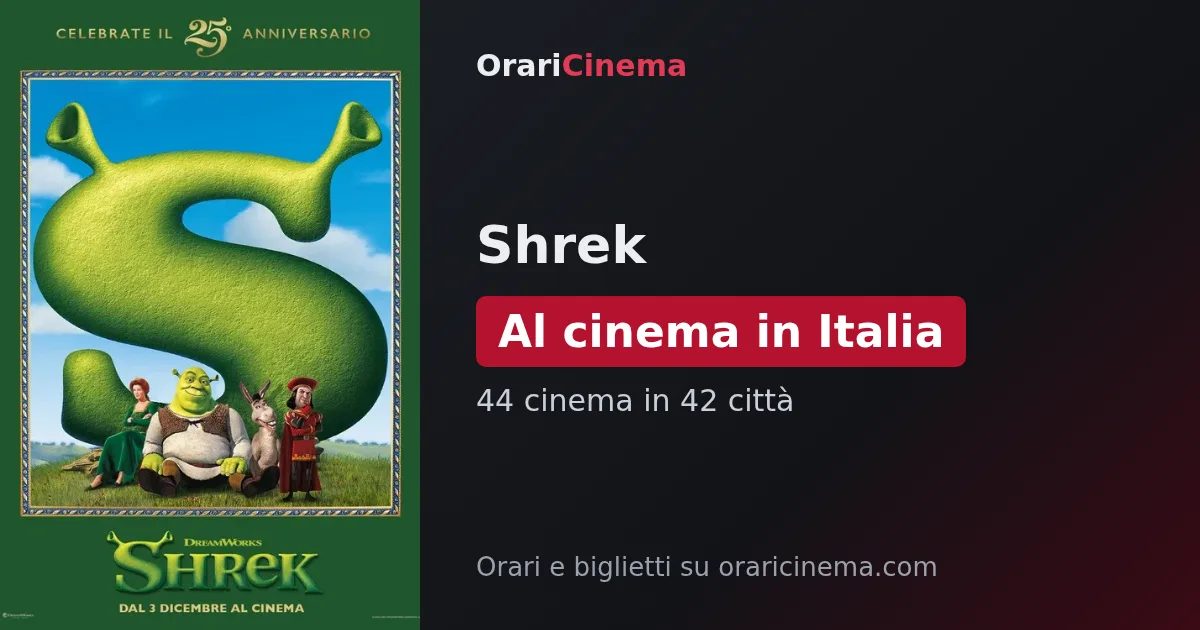 CELEBRATE IL 25° ANNIVERSARIO
DREAMWORKS
SHREK
DAL 3 DICEMBRE AL CINEMA
OrariCinema
Shrek
Al cinema in Italia
44 cinema in 42 città
Orari e biglietti su oraricinema.com